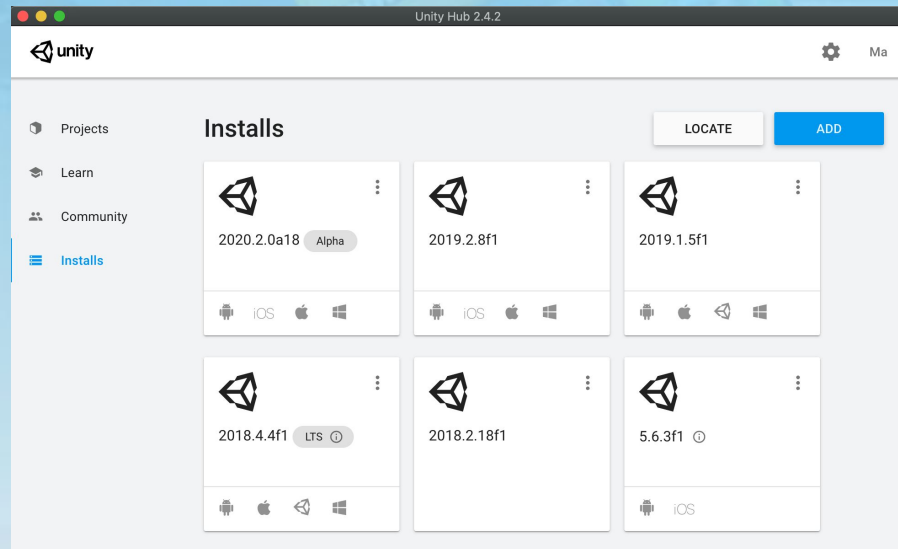 Unity Hub 2.4.2
unity
Ma
Projects
Learn
Community
Installs
Installs
LOCATE
ADD
2020.2.0a18 Alpha
iOS
2019.2.8f1
iOS
2019.1.5f1
2018.4.4f1 LTS
2018.2.18f1
5.6.3f1
iOS